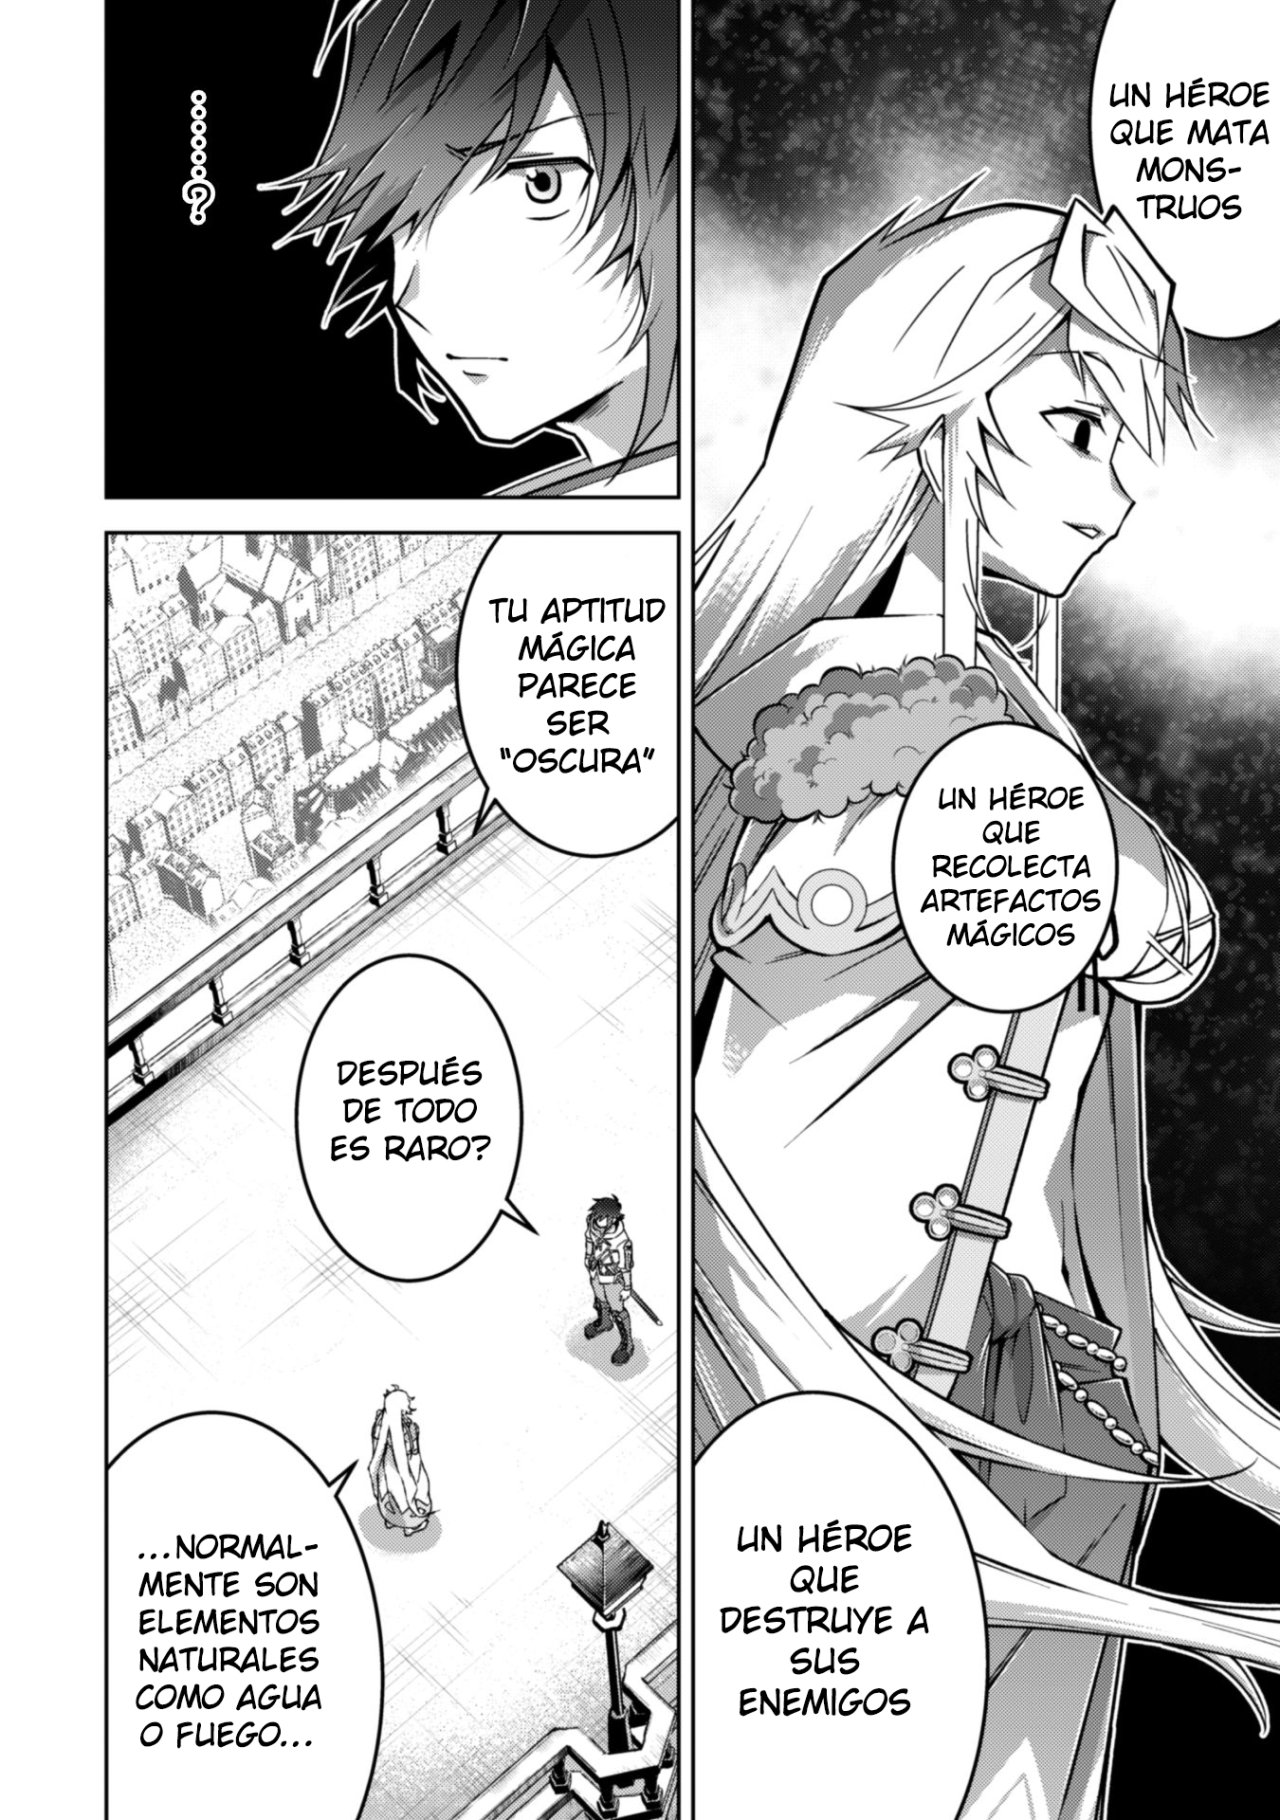 UN HÉROE
QUE MATA
MONS-
TRUOS
UN HÉROE
QUE
RECOLECTA
ARTEFACTOS
MÁGICOS
UN HÉROE
QUE
DESTRUYE A
SUS
ENEMIGOS
.........?
TU APTITUD
MÁGICA
PARECE
SER
"OSCURA"
DESPUÉS
DE TODO
ES RARO?
...NORMAL-
MENTE SON
ELEMENTOS
NATURALES
COMO AGUA
O FUEGO...